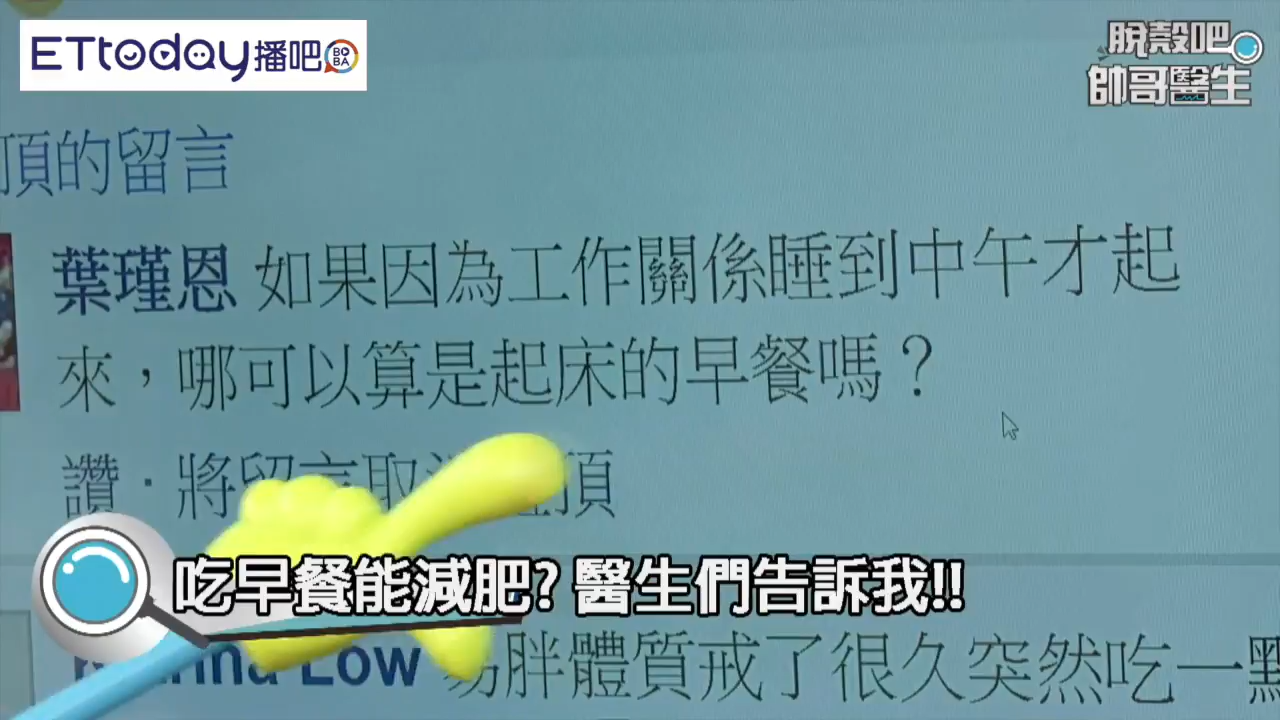 ETtoday播吧 BOBA
脫殼吧
帥哥醫生
頂的留言
葉瑾恩 如果因為工作關係睡到中午才起
來，哪可以算是起床的早餐嗎？
讚·將留言取 頂
吃早餐能減肥? 醫生們告訴我!!
Low 易胖體質戒了很久突然吃一點